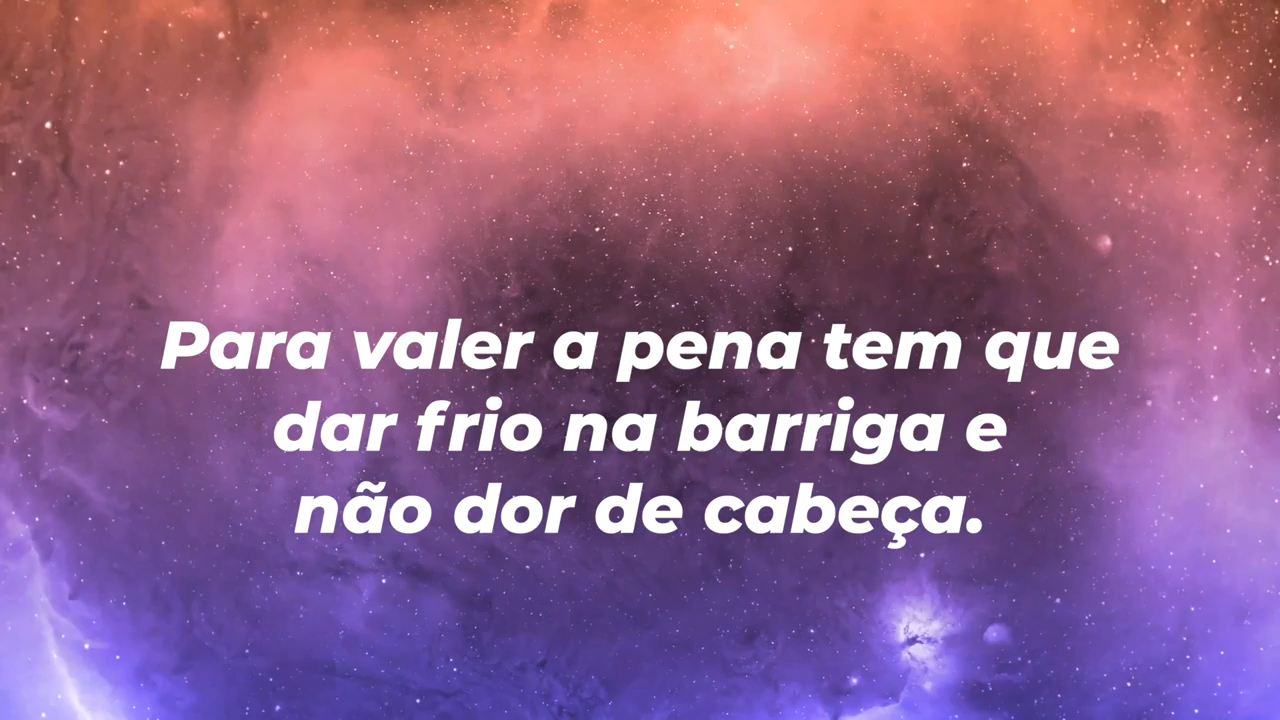 Para valer a pena tem que
dar frio na barriga e
não dor de cabeça.